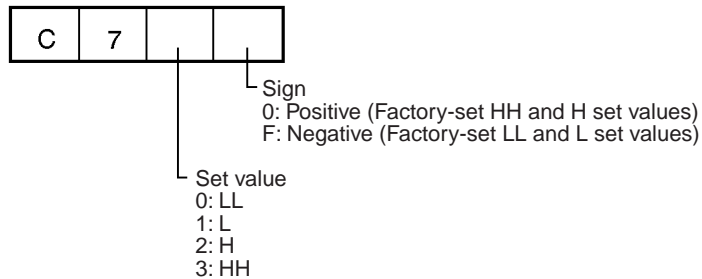 C 7
Sign
0: Positive (Factory-set HH and H set values)
F: Negative (Factory-set LL and L set values)
Set value
0: LL
1: L
2: H
3: HH